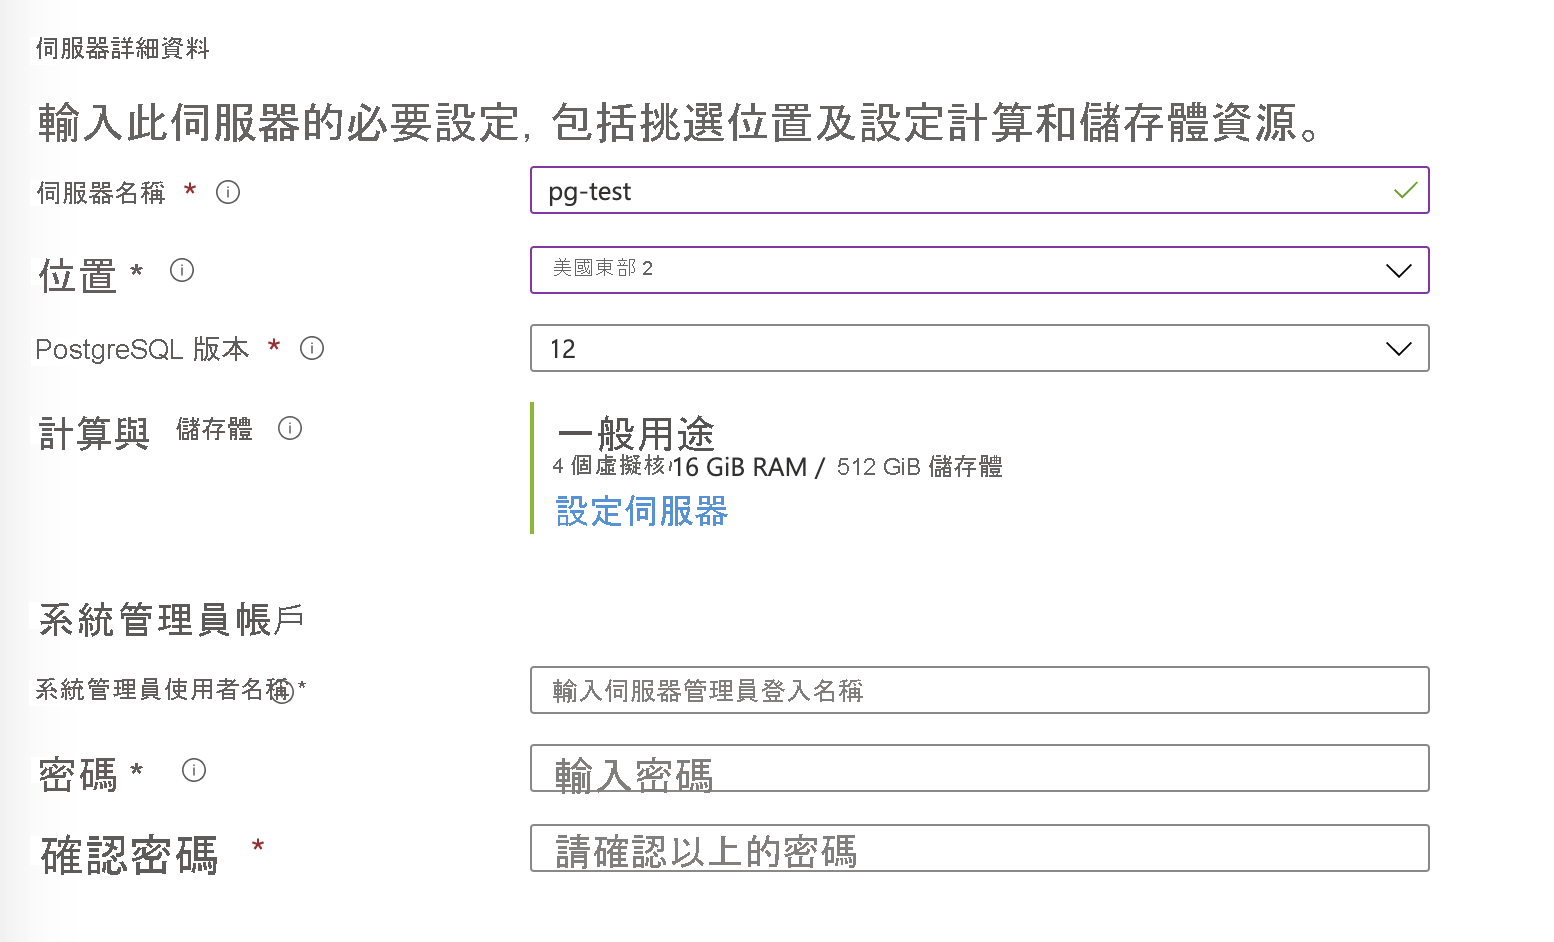 伺服器詳細資料
輸入此伺服器的必要設定, 包括挑選位置及設定計算和儲存體資源。
伺服器名稱 * pg-test
位置 * 美國東部 2
PostgreSQL 版本 * 12
計算與 儲存體 一般用途
4 個虛擬核 16 GiB RAM / 512 GiB 儲存體
設定伺服器
系統管理員帳戶
系統管理員使用者名稱 * 輸入伺服器管理員登入名稱
密碼 * 輸入密碼
確認密碼 * 請確認以上的密碼